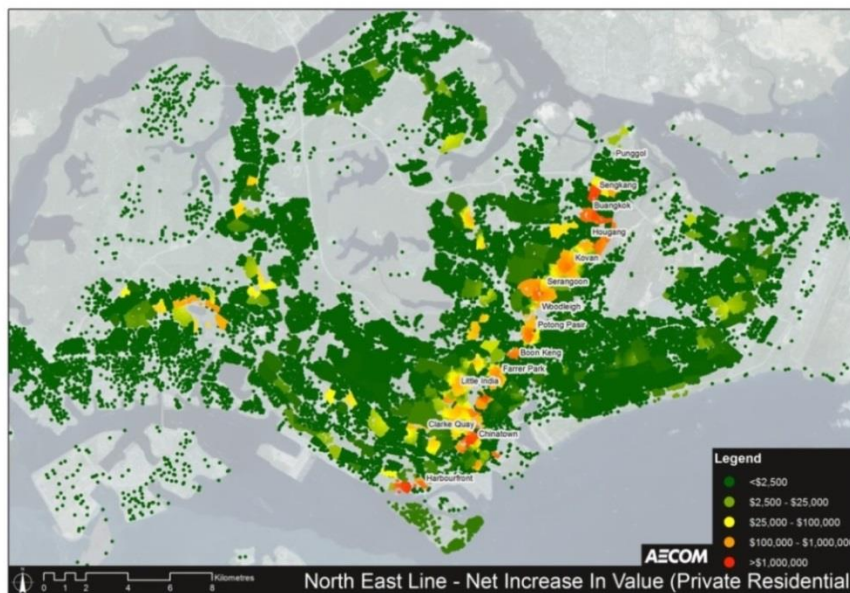 Punggol
Sengkang
Buangkok
Hougang
Kovan
Serangoon
Woodleigh
Potong Pasir
Boon Keng
Farrer Park
Little India
Clarke Quay
Chinatown
Harbourfront
Legend
<$2,500
$2,500 - $25,000
$25,000 - $100,000
$100,000 - $1,000,000
>$1,000,000
AECOM
0 1 2 4 6 8 Kilometres
North East Line - Net Increase In Value (Private Residential